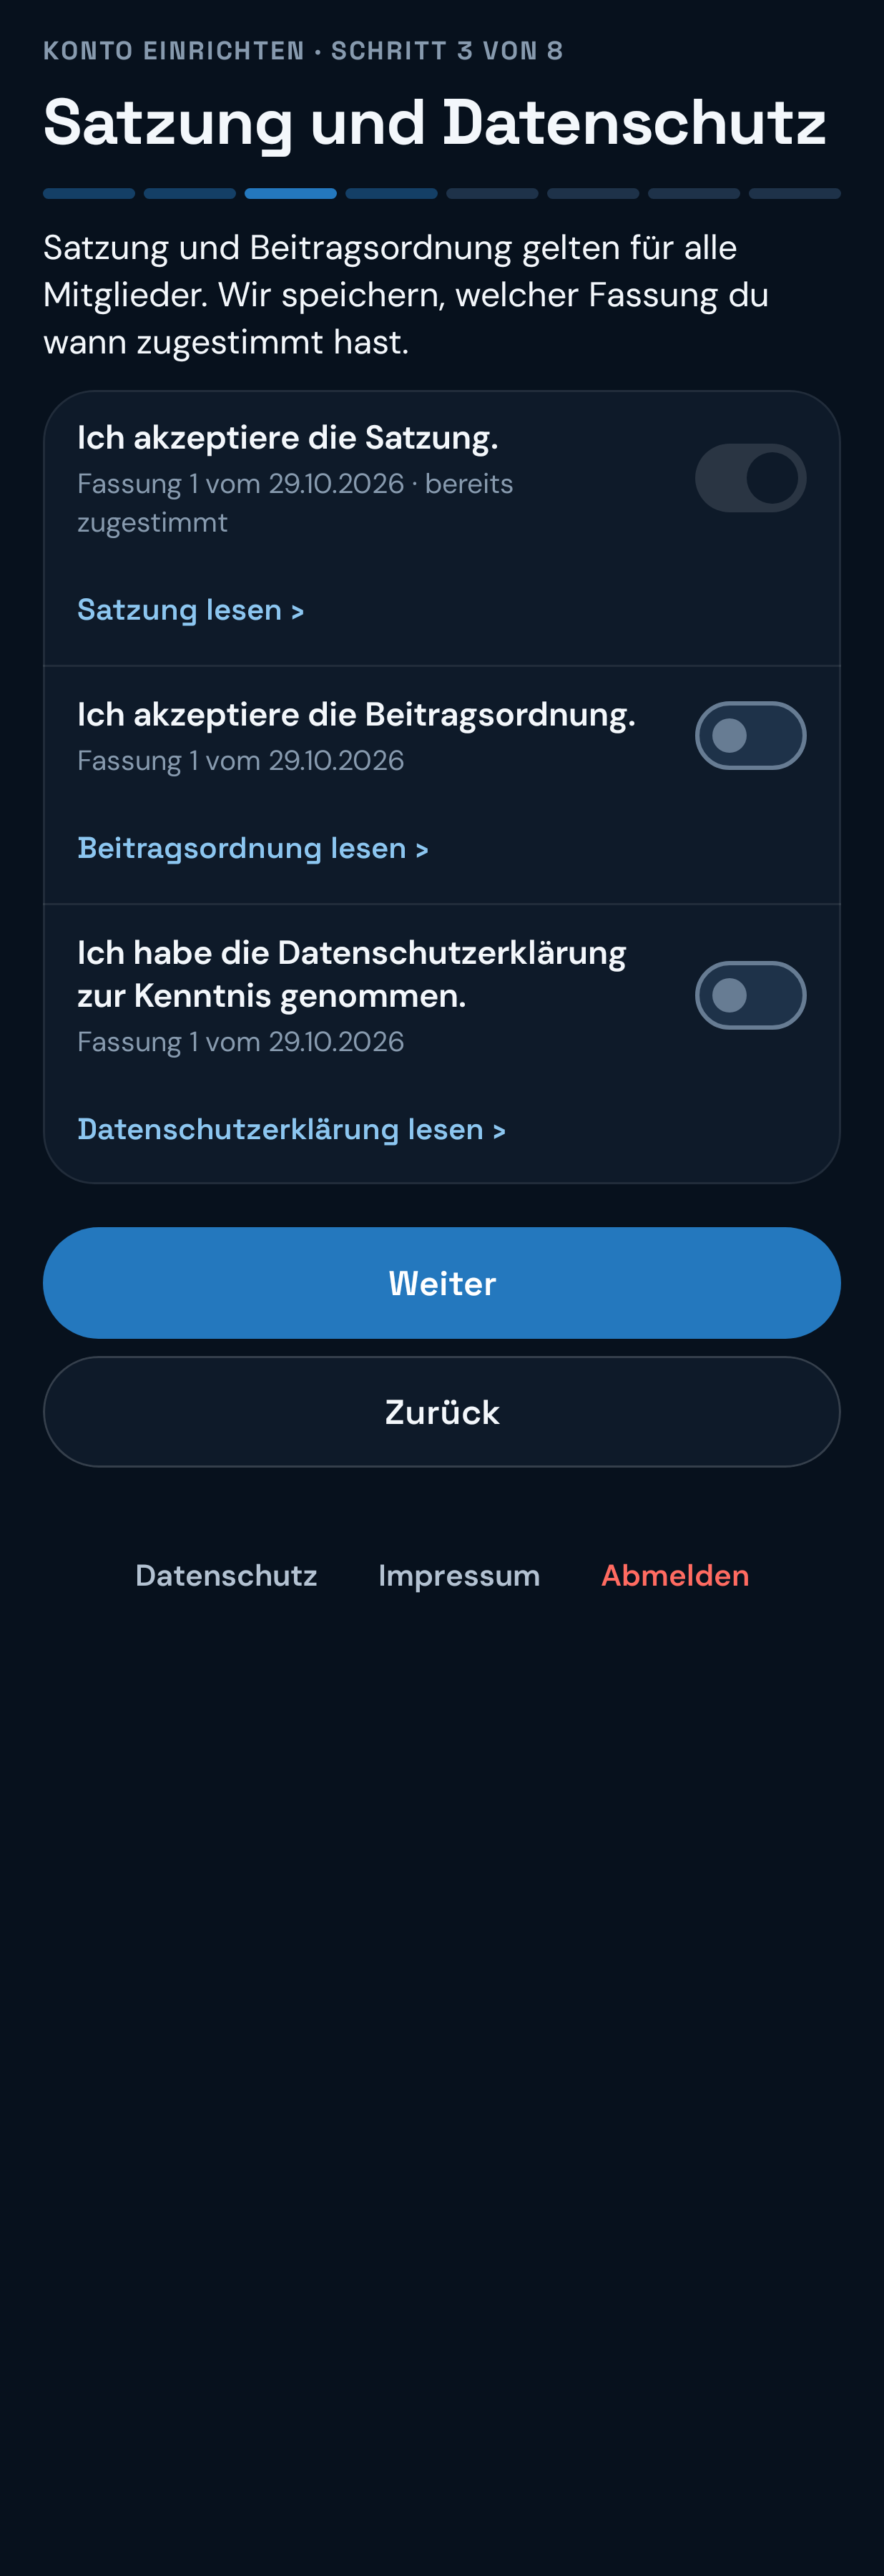 KONTO EINRICHTEN · SCHRITT 3 VON 8
Satzung und Datenschutz
Satzung und Beitragsordnung gelten für alle
Mitglieder. Wir speichern, welcher Fassung du
wann zugestimmt hast.
Ich akzeptiere die Satzung.
Fassung 1 vom 29.10.2026 · bereits
zugestimmt
Satzung lesen >
Ich akzeptiere die Beitragsordnung.
Fassung 1 vom 29.10.2026
Beitragsordnung lesen >
Ich habe die Datenschutzerklärung
zur Kenntnis genommen.
Fassung 1 vom 29.10.2026
Datenschutzerklärung lesen >
Weiter
Zurück
Datenschutz Impressum Abmelden